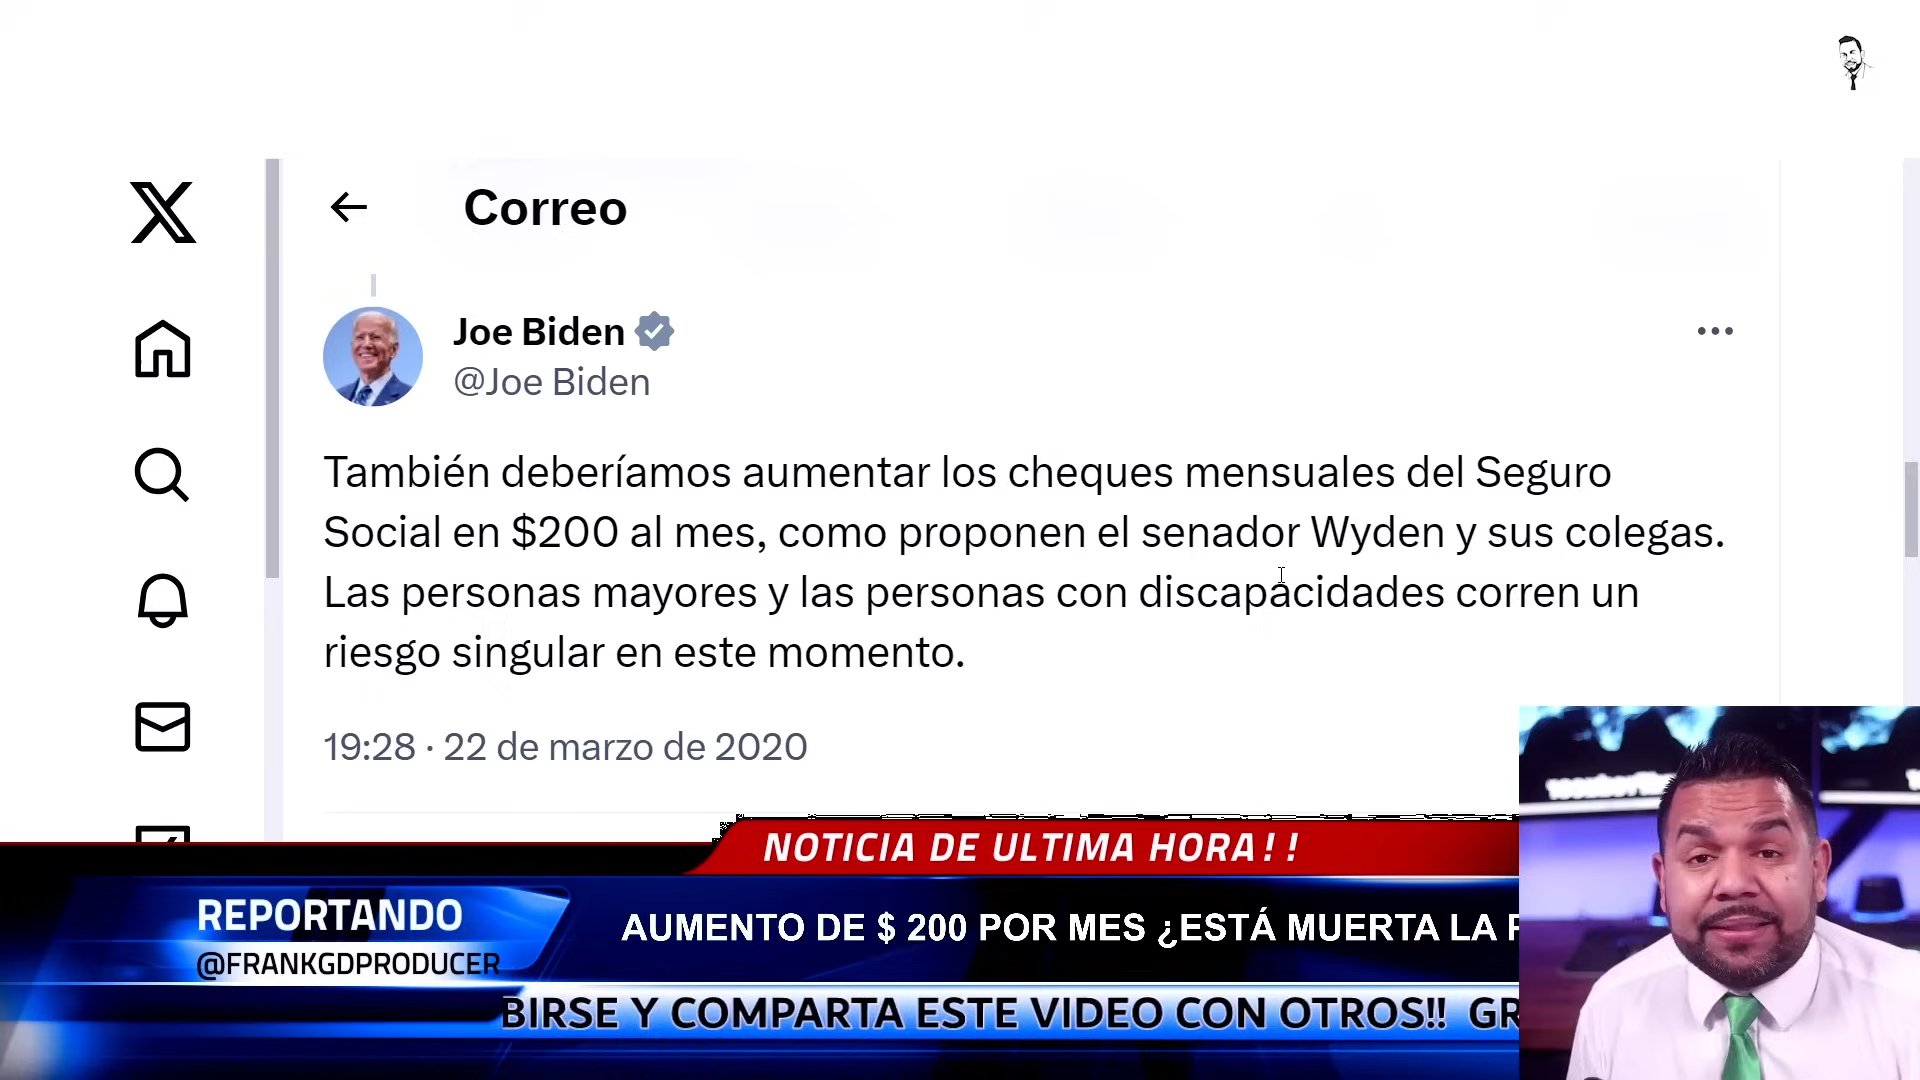 Correo
Joe Biden
@Joe Biden
También deberíamos aumentar los cheques mensuales del Seguro
Social en $200 al mes, como proponen el senador Wyden y sus colegas.
Las personas mayores y las personas con discapacidades corren un
riesgo singular en este momento.
19:28 · 22 de marzo de 2020
NOTICIA DE ULTIMA HORA!!
REPORTANDO
@FRANKGDPRODUCER
AUMENTO DE $ 200 POR MES ¿ESTÁ MUERTA LA
BIRSE Y COMPARTA ESTE VIDEO CON OTROS!! GR